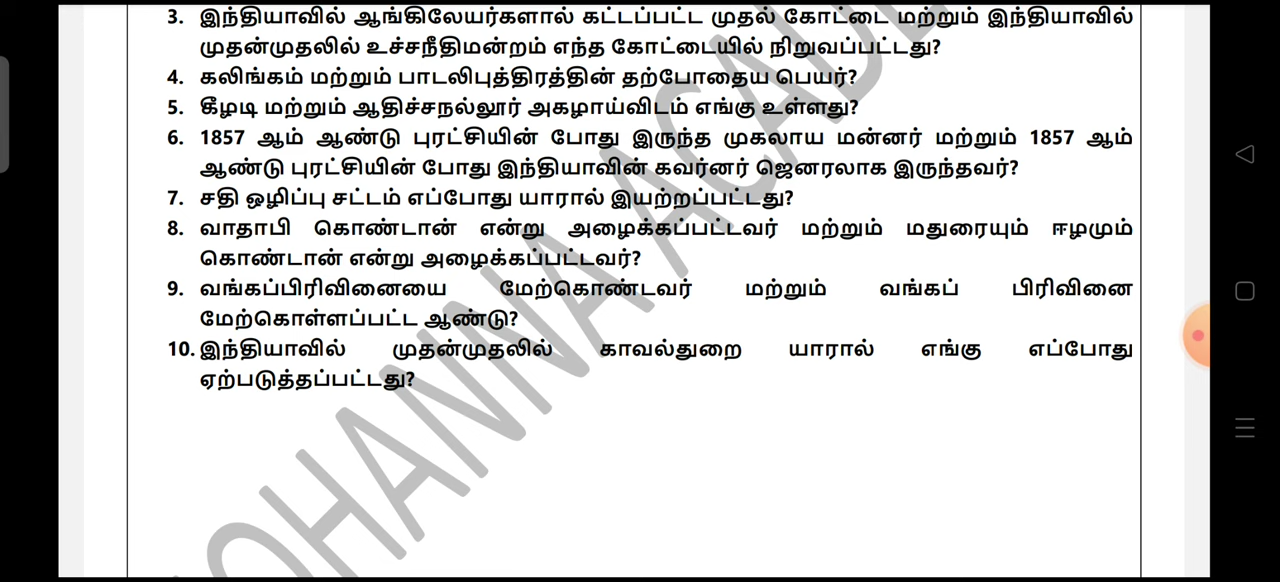 3. இந்தியாவில் ஆங்கிலேயர்களால் கட்டப்பட்ட முதல் கோட்டை மற்றும் இந்தியாவில்
முதன்முதலில் உச்சநீதிமன்றம் எந்த கோட்டையில் நிறுவப்பட்டது?
4. கலிங்கம் மற்றும் பாடலிபுத்திரத்தின் தற்போதைய பெயர்?
5. கீழடி மற்றும் ஆதிச்சநல்லூர் அகழாய்விடம் எங்கு உள்ளது?
6. 1857 ஆம் ஆண்டு புரட்சியின் போது இருந்த முகலாய மன்னர் மற்றும் 1857 ஆம்
ஆண்டு புரட்சியின் போது இந்தியாவின் கவர்னர் ஜெனரலாக இருந்தவர்?
7. சதி ஒழிப்பு சட்டம் எப்போது யாரால் இயற்றப்பட்டது?
8. வாதாபி கொண்டான் என்று அழைக்கப்பட்டவர் மற்றும் மதுரையும் ஈழமும்
கொண்டான் என்று அழைக்கப்பட்டவர்?
9. வங்கப்பிரிவினையை மேற்கொண்டவர் மற்றும் வங்கப் பிரிவினை
மேற்கொள்ளப்பட்ட ஆண்டு?
10. இந்தியாவில் முதன்முதலில் காவல்துறை யாரால் எங்கு எப்போது
ஏற்படுத்தப்பட்டது?